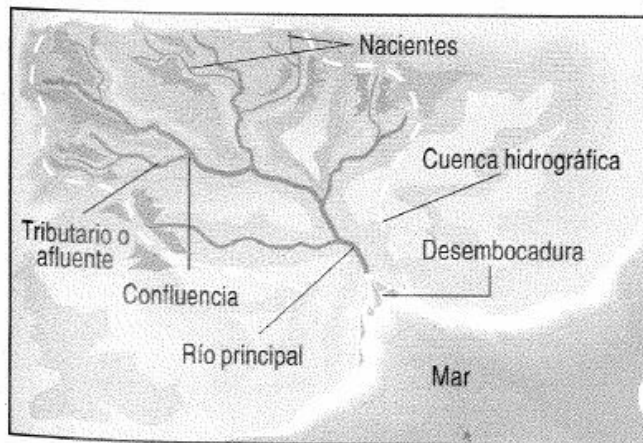 Nacientes
Cuenca hidrográfica
Tributario o
afluente
Desembocadura
Confluencia
Río principal
Mar